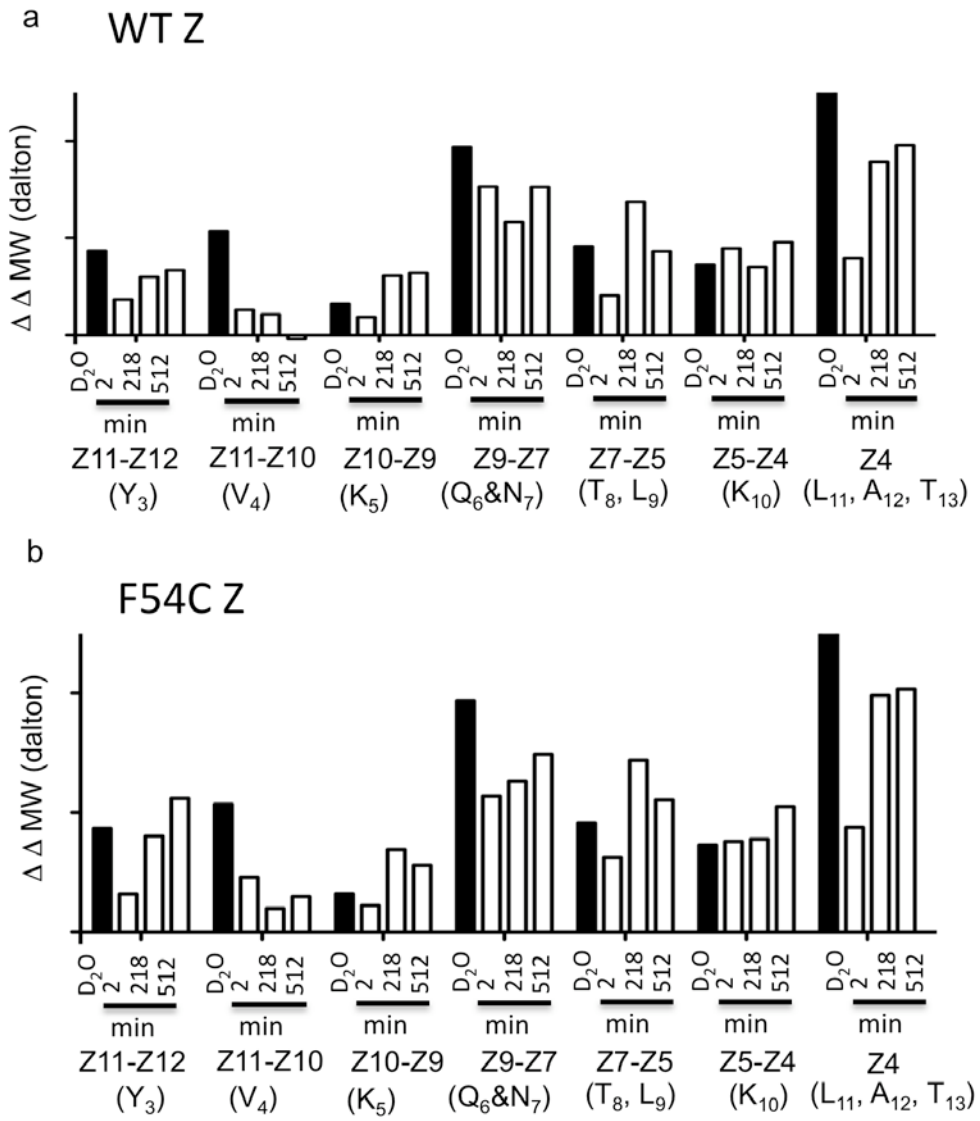 a
WT Z
Δ Δ MW (dalton)
D₂O 2 218 512 D₂O 2 218 512 D₂O 2 218 512 D₂O 2 218 512 D₂O 2 218 512 D₂O 2 218 512 D₂O 2 218 512
min min min min min min min
Z11-Z12 Z11-Z10 Z10-Z9 Z9-Z7 Z7-Z5 Z5-Z4 Z4
(Y₃) (V₄) (K₅) (Q₆&N₇) (T₈, L₉) (K₁₀) (L₁₁, A₁₂, T₁₃)
b
F54C Z
Δ Δ MW (dalton)
D₂O 2 218 512 D₂O 2 218 512 D₂O 2 218 512 D₂O 2 218 512 D₂O 2 218 512 D₂O 2 218 512 D₂O 2 218 512
min min min min min min min
Z11-Z12 Z11-Z10 Z10-Z9 Z9-Z7 Z7-Z5 Z5-Z4 Z4
(Y₃) (V₄) (K₅) (Q₆&N₇) (T₈, L₉) (K₁₀) (L₁₁, A₁₂, T₁₃)